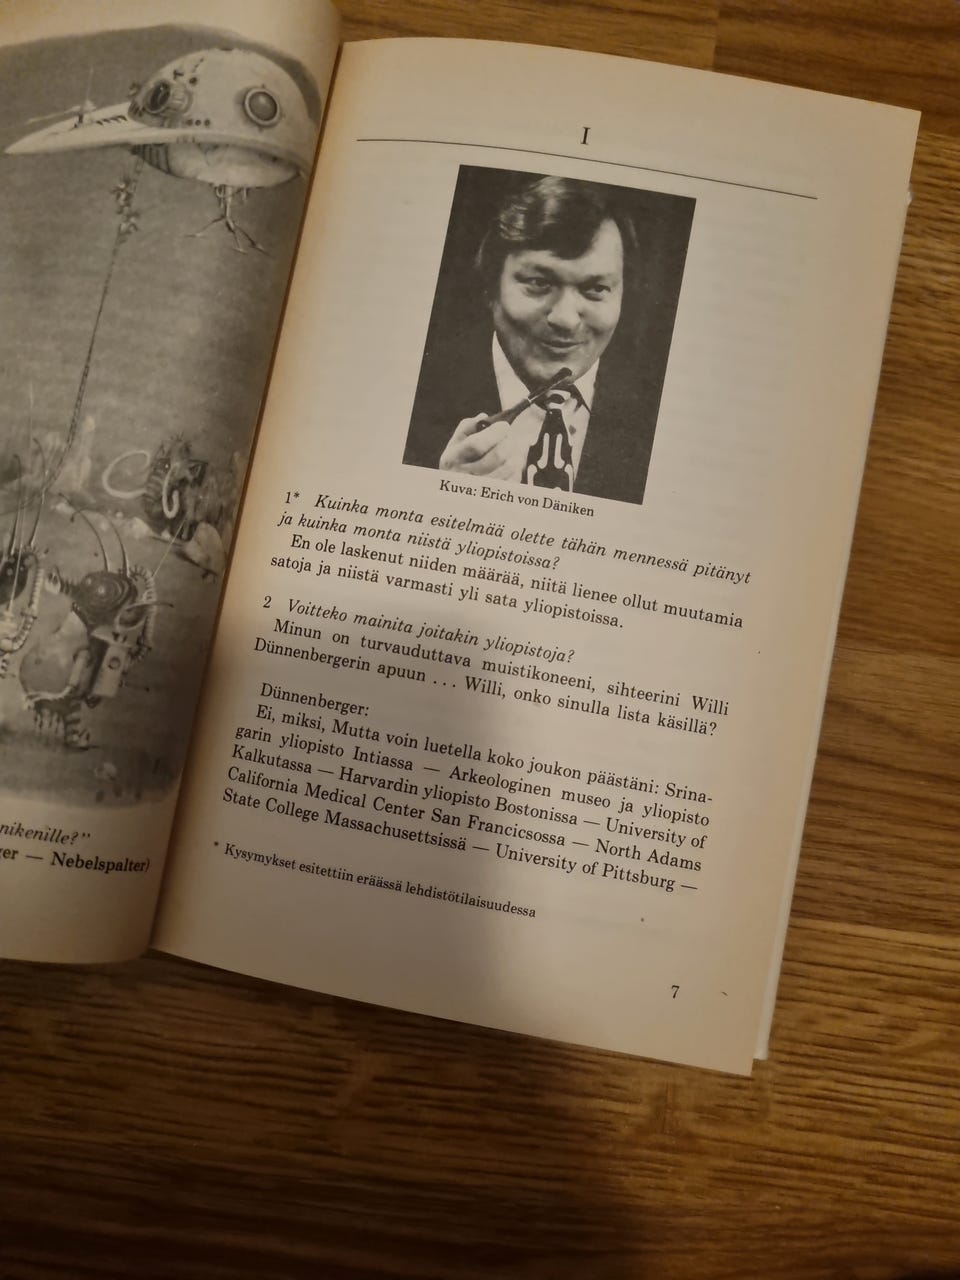 nikenille?"
er — Nebelspalter)
I
Kuva: Erich von Däniken
1* Kuinka monta esitelmää olette tähän mennessä pitänyt
ja kuinka monta niistä yliopistoissa?
En ole laskenut niiden määrää, niitä lienee ollut muutamia
satoja ja niistä varmasti yli sata yliopistoissa.
2 Voitteko mainita joitakin yliopistoja?
Minun on turvauduttava muistikoneeni, sihteerini Willi
Dünnenbergerin apuun . . . Willi, onko sinulla lista käsillä?
Dünnenberger:
Ei, miksi, Mutta voin luetella koko joukon päästäni: Srina-
garin yliopisto Intiassa — Arkeologinen museo ja yliopisto
Kalkutassa — Harvardin yliopisto Bostonissa — University of
California Medical Center San Francicsossa — North Adams
State College Massachusettsissä — University of Pittsburg —
* Kysymykset esitettiin eräässä lehdistötilaisuudessa
7